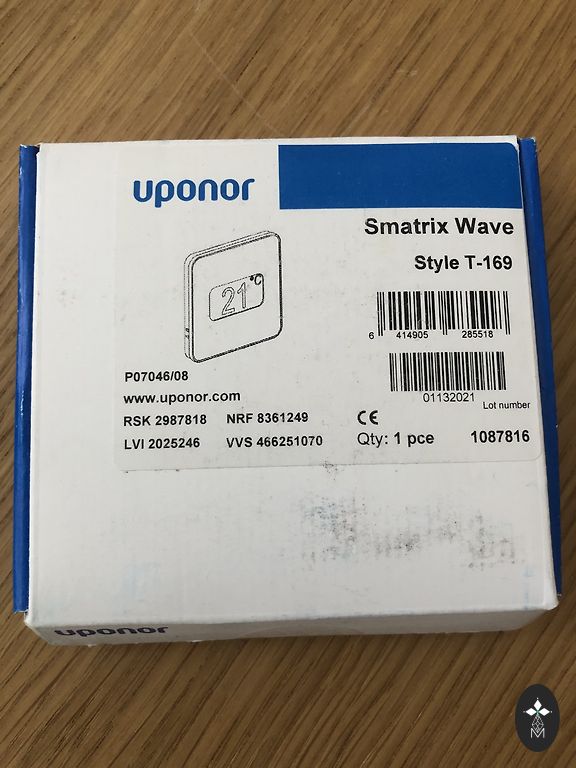 uponor
Smatrix Wave
Style T-169
21°C
6 414905 285518
01132021
Lot number
P07046/08
www.uponor.com
RSK 2987818 NRF 8361249 CE
LVI 2025246 VVS 466251070 Qty: 1 pce 1087816
uponor
M